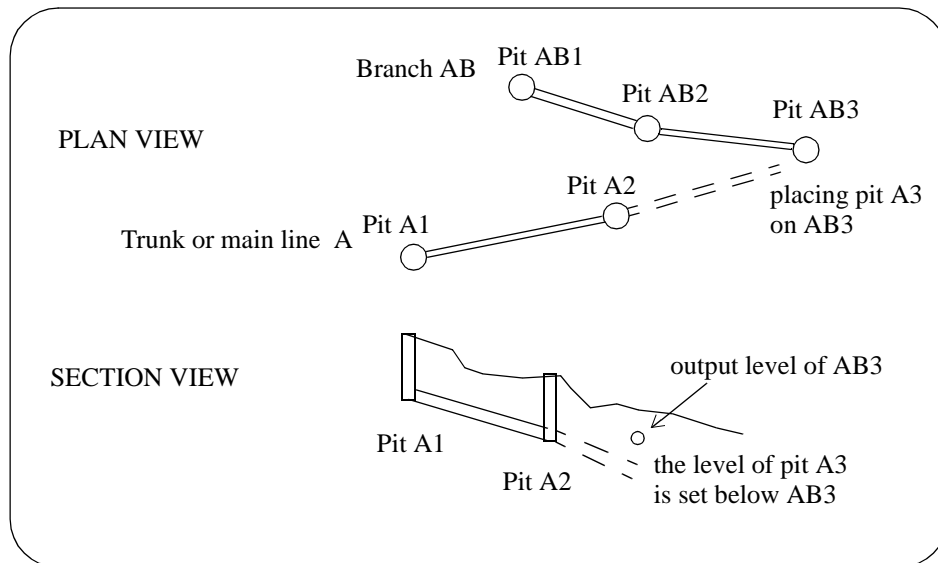 Branch AB
Pit AB1
Pit AB2
Pit AB3
PLAN VIEW
Pit A2
placing pit A3
on AB3
Trunk or main line A
Pit A1
SECTION VIEW
output level of AB3
Pit A1
Pit A2
the level of pit A3
is set below AB3